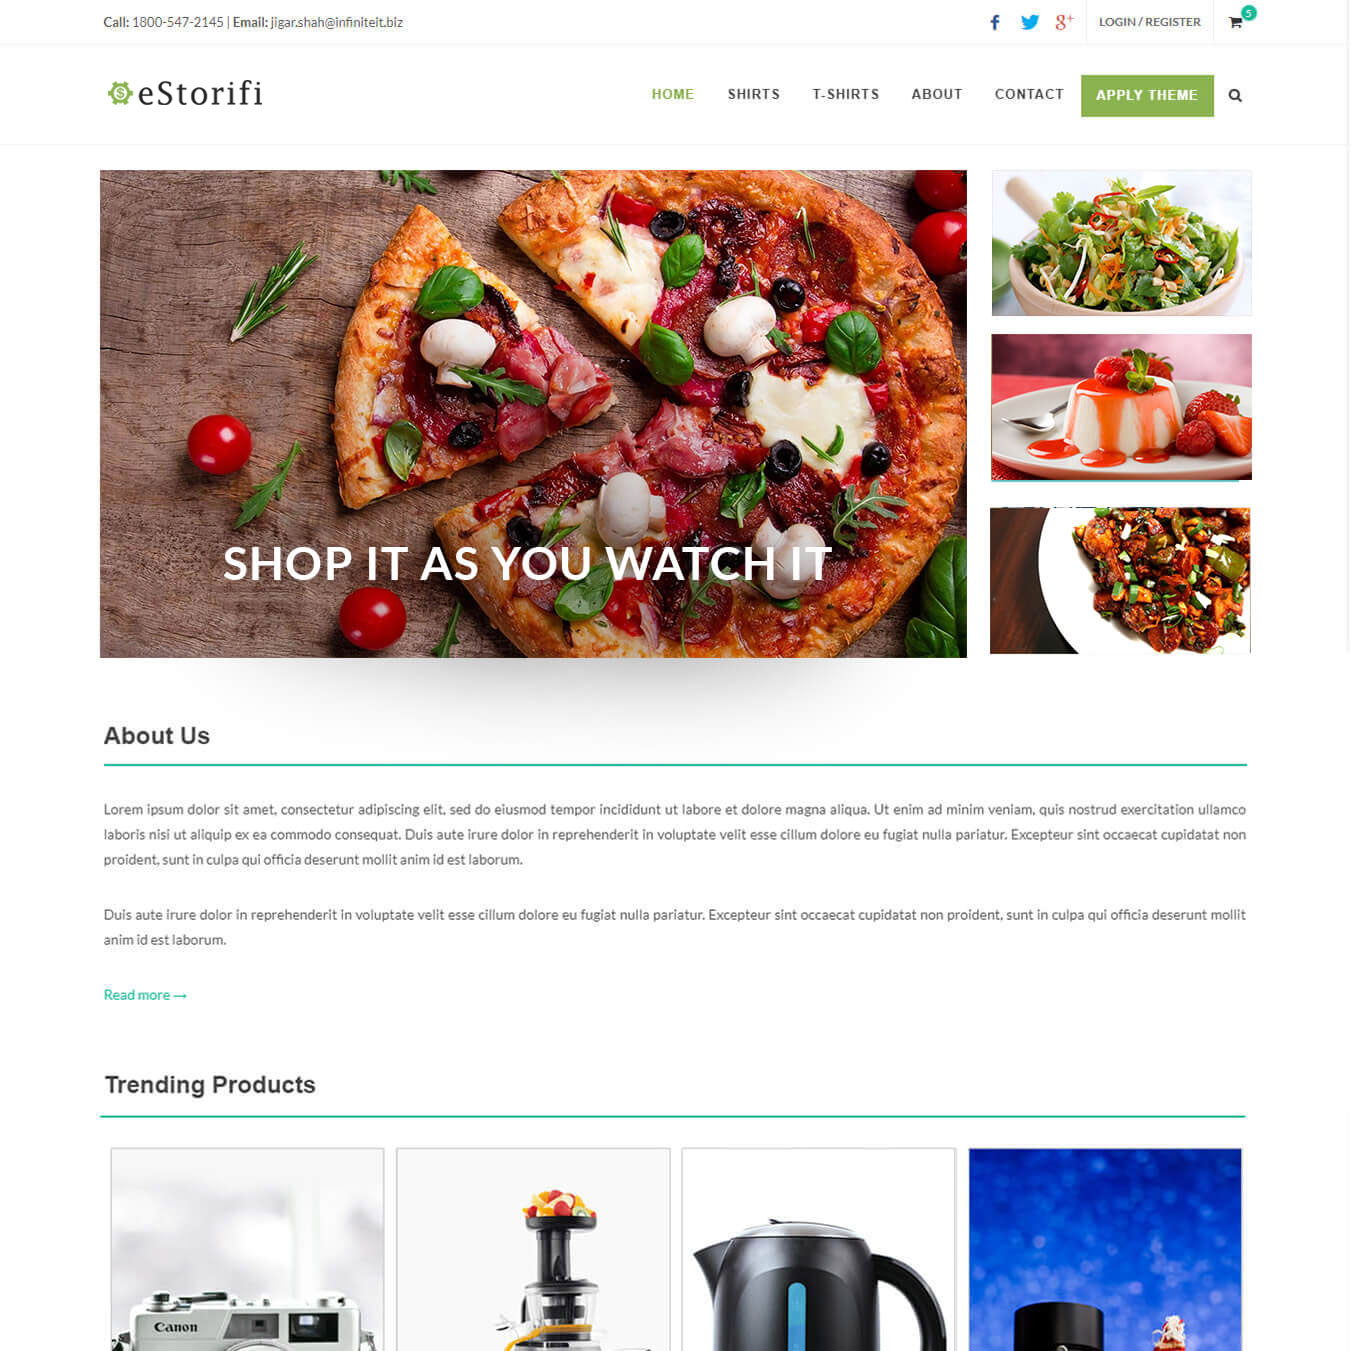 Call: 1800-547-2145 | Email: jigar.shah@infiniteit.biz
LOGIN / REGISTER
5
eStorifi
HOME SHIRTS T-SHIRTS ABOUT CONTACT APPLY THEME
SHOP IT AS YOU WATCH IT
About Us
Lorem ipsum dolor sit amet, consectetur adipiscing elit, sed do eiusmod tempor incididunt ut labore et dolore magna aliqua. Ut enim ad minim veniam, quis nostrud exercitation ullamco
laboris nisi ut aliquip ex ea commodo consequat. Duis aute irure dolor in reprehenderit in voluptate velit esse cillum dolore eu fugiat nulla pariatur. Excepteur sint occaecat cupidatat non
proident, sunt in culpa qui officia deserunt mollit anim id est laborum.
Duis aute irure dolor in reprehenderit in voluptate velit esse cillum dolore eu fugiat nulla pariatur. Excepteur sint occaecat cupidatat non proident, sunt in culpa qui officia deserunt mollit
anim id est laborum.
Read more →
Trending Products
Canon